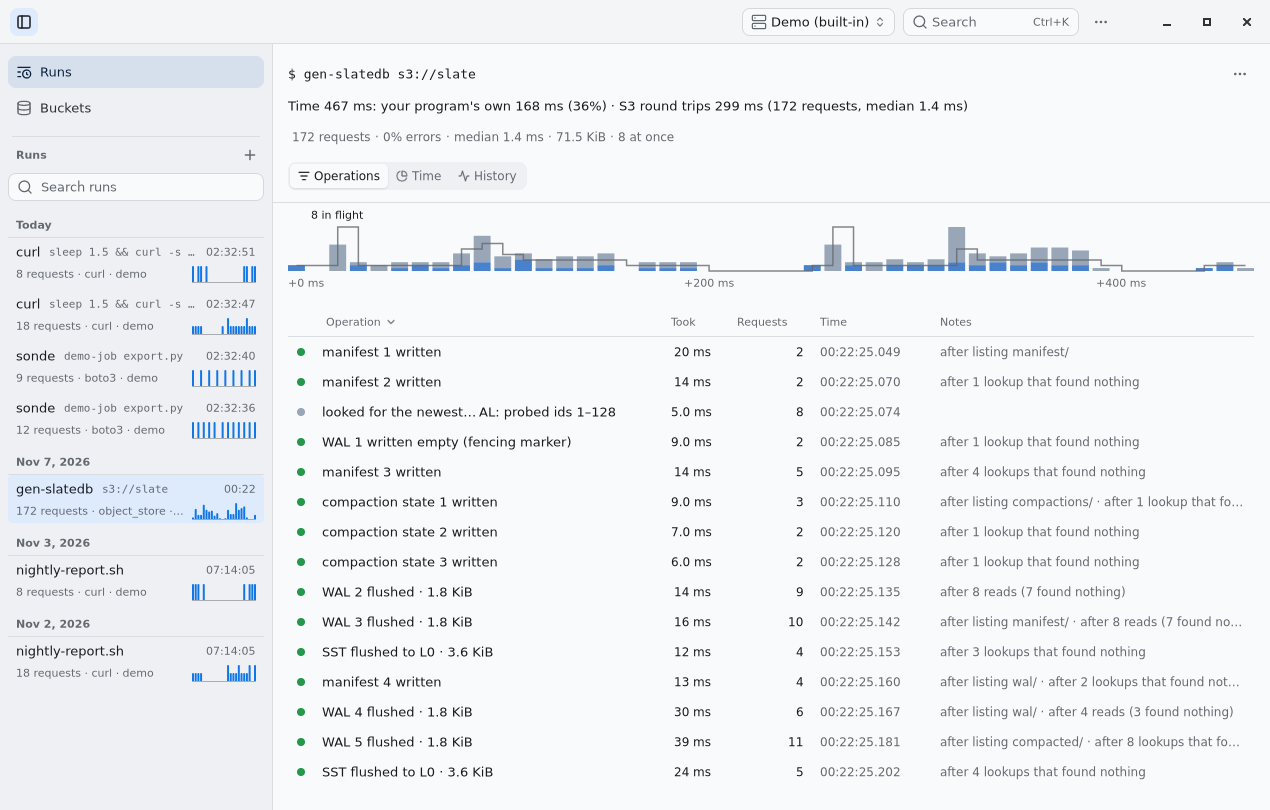 Demo (built-in)
Search Ctrl+K
Runs
Buckets
Runs
Search runs
Today
curl sleep 1.5 && curl -s … 02:32:51
8 requests · curl · demo
curl sleep 1.5 && curl -s … 02:32:47
18 requests · curl · demo
sonde demo-job export.py 02:32:40
9 requests · boto3 · demo
sonde demo-job export.py 02:32:36
12 requests · boto3 · demo
Nov 7, 2026
gen-slatedb s3://slate 00:22
172 requests · object_store ·…
Nov 3, 2026
nightly-report.sh 07:14:05
8 requests · curl · demo
Nov 2, 2026
nightly-report.sh 07:14:05
18 requests · curl · demo
$ gen-slatedb s3://slate
Time 467 ms: your program's own 168 ms (36%) · S3 round trips 299 ms (172 requests, median 1.4 ms)
172 requests · 0% errors · median 1.4 ms · 71.5 KiB · 8 at once
Operations Time History
8 in flight
+0 ms +200 ms +400 ms
Operation Took Requests Time Notes
manifest 1 written 20 ms 2 00:22:25.049 after listing manifest/
manifest 2 written 14 ms 2 00:22:25.070 after 1 lookup that found nothing
looked for the newest… AL: probed ids 1–128 5.0 ms 8 00:22:25.074
WAL 1 written empty (fencing marker) 9.0 ms 2 00:22:25.085 after 1 lookup that found nothing
manifest 3 written 14 ms 5 00:22:25.095 after 4 lookups that found nothing
compaction state 1 written 9.0 ms 3 00:22:25.110 after listing compactions/ · after 1 lookup that fo…
compaction state 2 written 7.0 ms 2 00:22:25.120 after 1 lookup that found nothing
compaction state 3 written 6.0 ms 2 00:22:25.128 after 1 lookup that found nothing
WAL 2 flushed · 1.8 KiB 14 ms 9 00:22:25.135 after 8 reads (7 found nothing)
WAL 3 flushed · 1.8 KiB 16 ms 10 00:22:25.142 after listing manifest/ · after 8 reads (7 found no…
SST flushed to L0 · 3.6 KiB 12 ms 4 00:22:25.153 after 3 lookups that found nothing
manifest 4 written 13 ms 4 00:22:25.160 after listing wal/ · after 2 lookups that found not…
WAL 4 flushed · 1.8 KiB 30 ms 6 00:22:25.167 after listing wal/ · after 4 reads (3 found nothing)
WAL 5 flushed · 1.8 KiB 39 ms 11 00:22:25.181 after listing compacted/ · after 8 lookups that fo…
SST flushed to L0 · 3.6 KiB 24 ms 5 00:22:25.202 after 4 lookups that found nothing